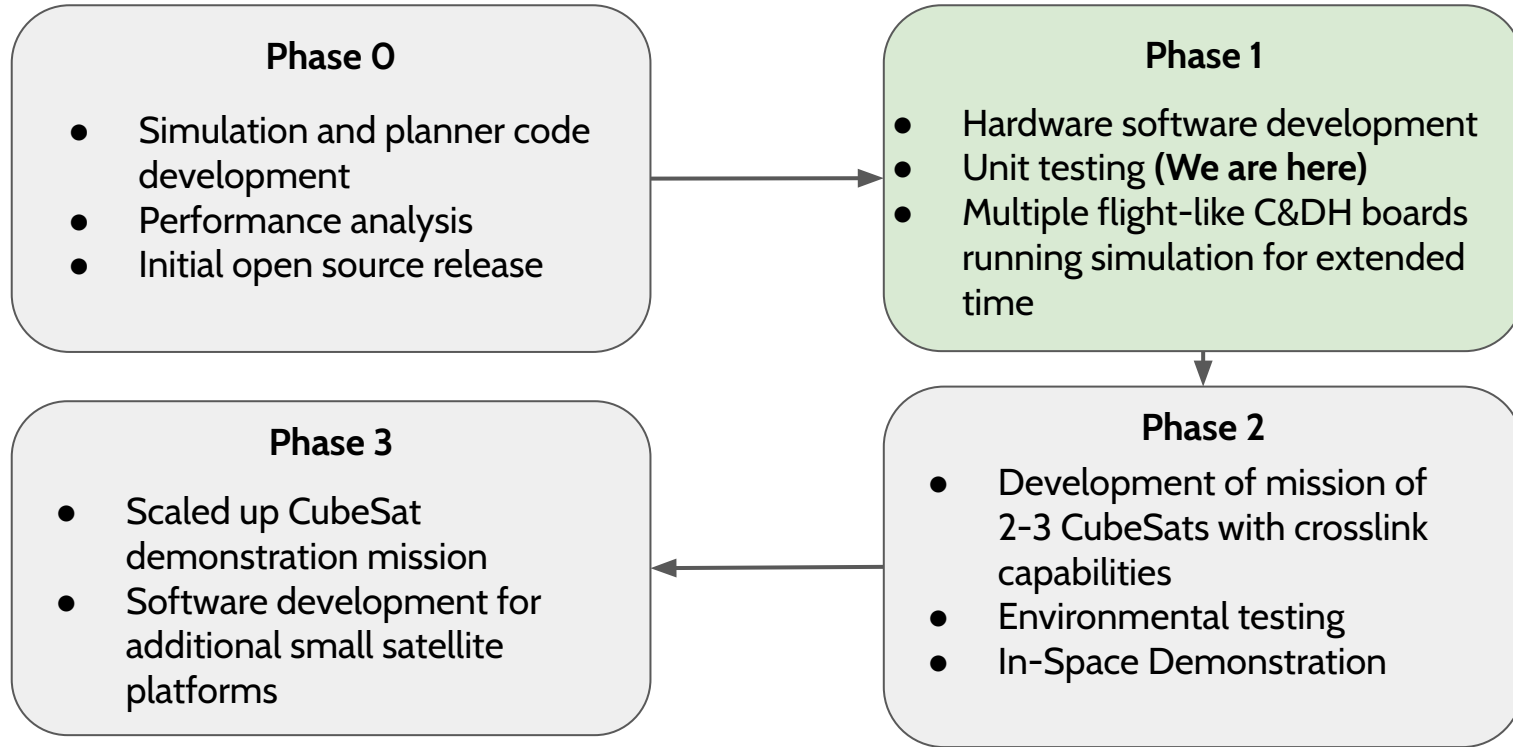 Phase 0
● Simulation and planner code
development
● Performance analysis
● Initial open source release
Phase 1
● Hardware software development
● Unit testing (We are here)
● Multiple flight-like C&DH boards
running simulation for extended
time
Phase 2
● Development of mission of
2-3 CubeSats with crosslink
capabilities
● Environmental testing
● In-Space Demonstration
Phase 3
● Scaled up CubeSat
demonstration mission
● Software development for
additional small satellite
platforms